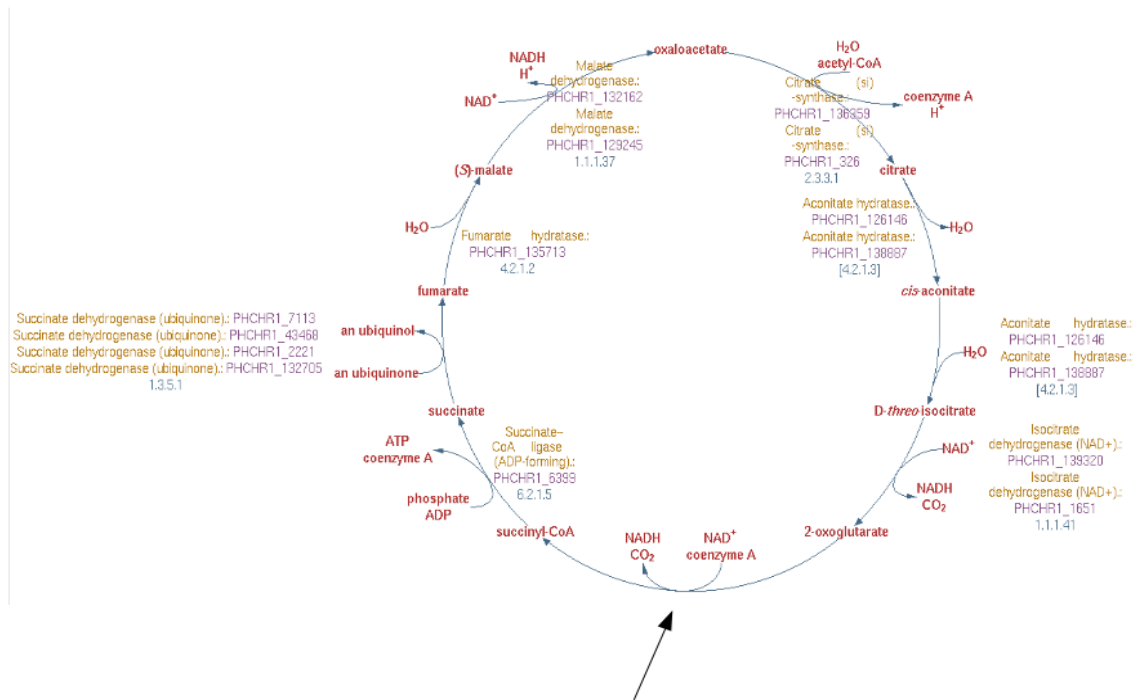 oxaloacetate
H₂O
acetyl-CoA
coenzyme A
H⁺
Citrate (si)
-synthase.:
PHCHR1_136359
Citrate (si)
-synthase.:
PHCHR1_326
2.3.3.1
citrate
Aconitate hydratase.:
PHCHR1_126146
Aconitate hydratase.:
PHCHR1_138887
[4.2.1.3]
H₂O
cis-aconitate
H₂O
Aconitate hydratase.:
PHCHR1_126146
Aconitate hydratase.:
PHCHR1_138887
[4.2.1.3]
D-threo-isocitrate
NAD⁺
NADH
CO₂
Isocitrate
dehydrogenase (NAD+).:
PHCHR1_139320
Isocitrate
dehydrogenase (NAD+).:
PHCHR1_1651
1.1.1.41
2-oxoglutarate
NAD⁺
coenzyme A
NADH
CO₂
succinyl-CoA
phosphate
ADP
ATP
coenzyme A
Succinate–
CoA ligase
(ADP-forming).:
PHCHR1_6399
6.2.1.5
succinate
an ubiquinone
an ubiquinol
Succinate dehydrogenase (ubiquinone).: PHCHR1_7113
Succinate dehydrogenase (ubiquinone).: PHCHR1_43468
Succinate dehydrogenase (ubiquinone).: PHCHR1_2221
Succinate dehydrogenase (ubiquinone).: PHCHR1_132705
1.3.5.1
fumarate
H₂O
Fumarate hydratase.:
PHCHR1_135713
4.2.1.2
(S)-malate
NAD⁺
NADH
H⁺
Malate
dehydrogenase.:
PHCHR1_132162
Malate
dehydrogenase.:
PHCHR1_129245
1.1.1.37